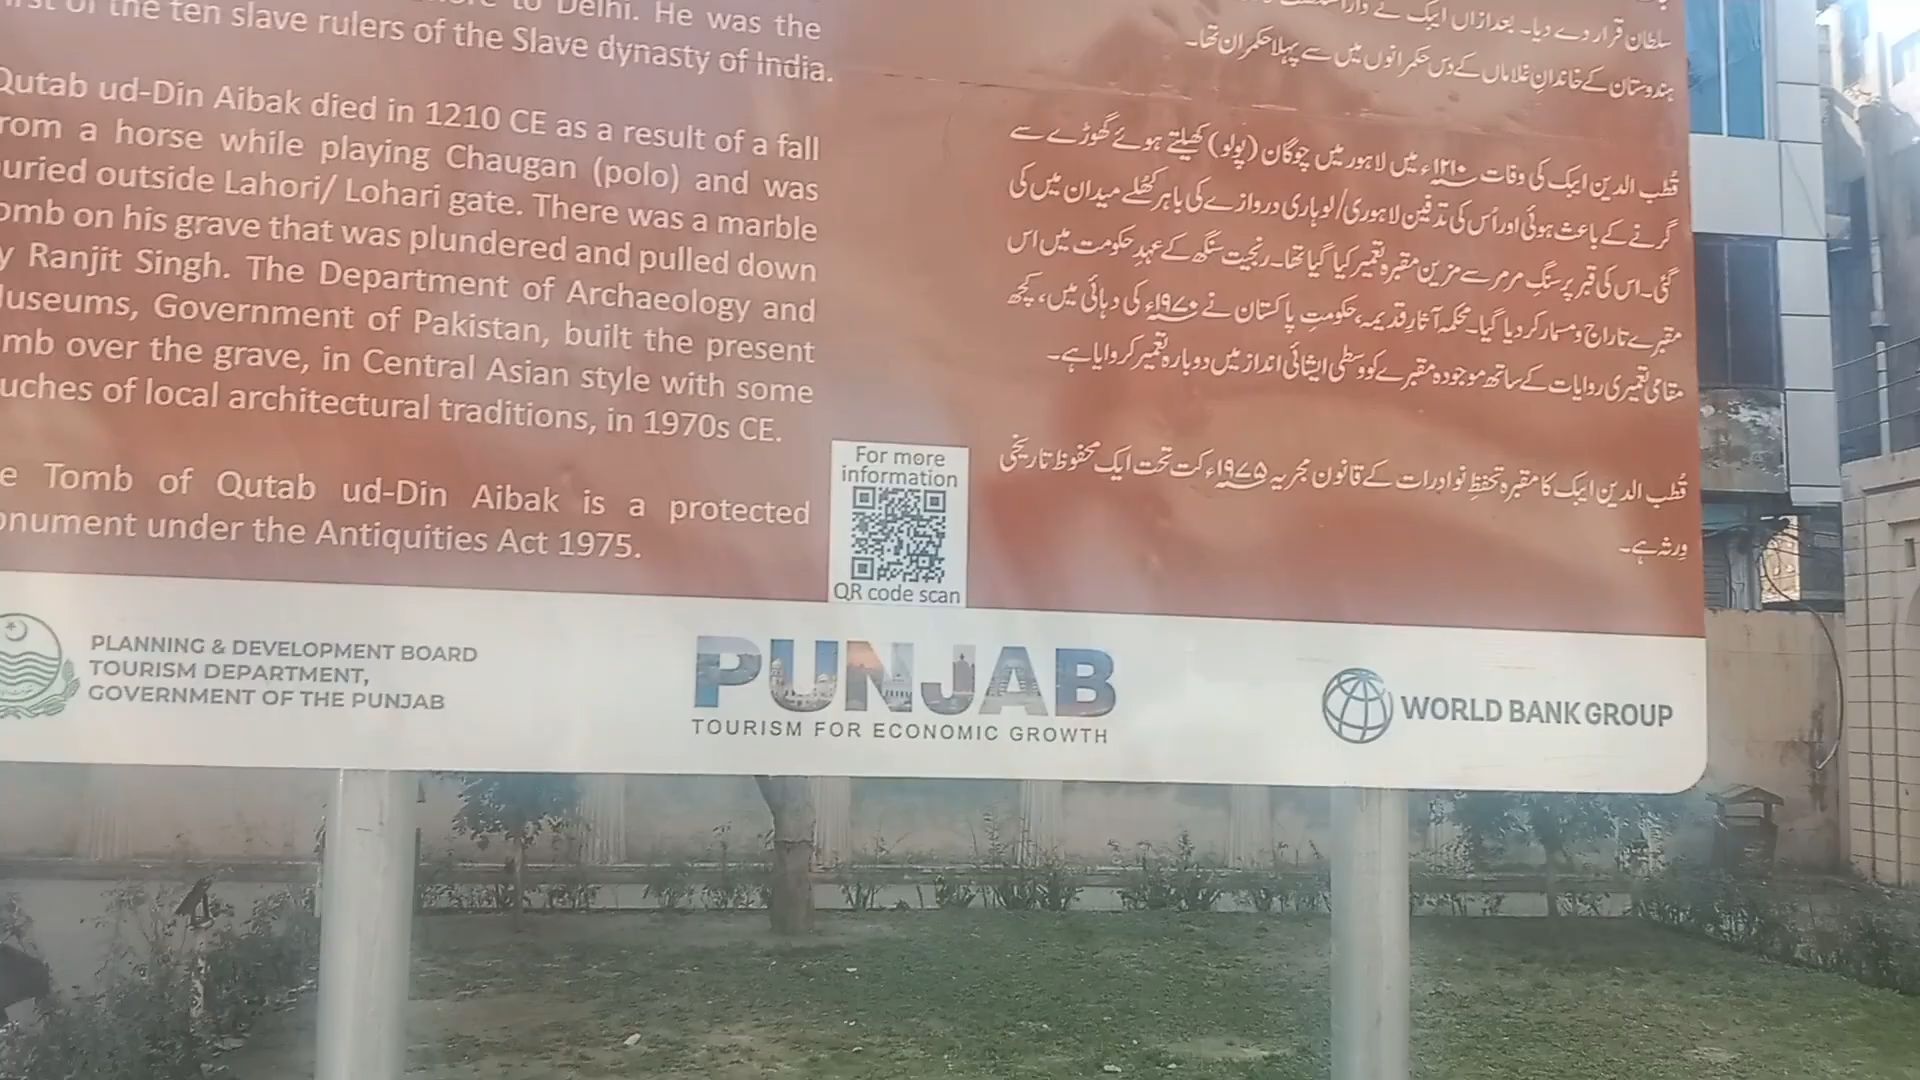 to Delhi. He was the
of the ten slave rulers of the Slave dynasty of India.
Qutab ud-Din Aibak died in 1210 CE as a result of a fall
rom a horse while playing Chaugan (polo) and was
uried outside Lahori/ Lohari gate. There was a marble
omb on his grave that was plundered and pulled down
y Ranjit Singh. The Department of Archaeology and
useums, Government of Pakistan, built the present
mb over the grave, in Central Asian style with some
uches of local architectural traditions, in 1970s CE.
e Tomb of Qutab ud-Din Aibak is a protected
onument under the Antiquities Act 1975.
سلطان قرار دے دیا۔ بعدازاں ایبک نے
ہندوستان کے خاندانِ غلاماں کے دس حکمرانوں میں سے پہلا حکمران تھا۔
قُطب الدین ایبک کی وفات ۱۲۱۰ء میں لاہور میں چوگان (پولو) کھیلتے ہوئے گھوڑے سے
گرنے کے باعث ہوئی اور اُس کی تدفین لاہوری/لوہاری دروازے کی باہر کھلے میدان میں کی
گئی۔ اس کی قبر پر سنگِ مرمر سے مزین مقبرہ تعمیر کیا گیا تھا۔ رنجیت سنگھ کے عہدِ حکومت میں اس
مقبرے تاراج و مسمار کر دیا گیا۔ محکمہ آثارِ قدیمہ، حکومتِ پاکستان نے ۱۹۷۰ء کی دہائی میں، کچھ
مقامی تعمیری روایات کے ساتھ موجودہ مقبرے کو وسطی ایشائی انداز میں دوبارہ تعمیر کروایا ہے۔
قُطب الدین ایبک کا مقبرہ تحفظِ نوادرات کے قانون مجریہ ۱۹۷۵ء کت تحت ایک محفوظ تاریخی
ورثہ ہے۔
For more
information
QR code scan
PLANNING & DEVELOPMENT BOARD
TOURISM DEPARTMENT,
GOVERNMENT OF THE PUNJAB
PUNJAB
TOURISM FOR ECONOMIC GROWTH
WORLD BANK GROUP